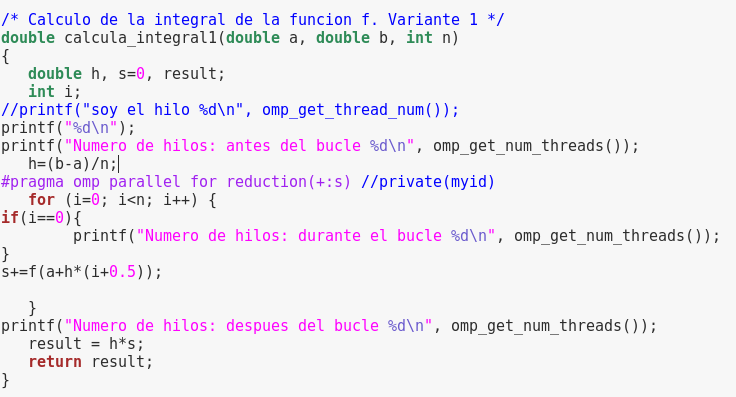 /* Calculo de la integral de la funcion f. Variante 1 */
double calcula_integral1(double a, double b, int n)
{
   double h, s=0, result;
   int i;
//printf("soy el hilo %d\n", omp_get_thread_num());
printf("%d\n");
printf("Numero de hilos: antes del bucle %d\n", omp_get_num_threads());
   h=(b-a)/n;
#pragma omp parallel for reduction(+:s) //private(myid)
   for (i=0; i<n; i++) {
if(i==0){
        printf("Numero de hilos: durante el bucle %d\n", omp_get_num_threads());
}
s+=f(a+h*(i+0.5));
   }
printf("Numero de hilos: despues del bucle %d\n", omp_get_num_threads());
   result = h*s;
   return result;
}